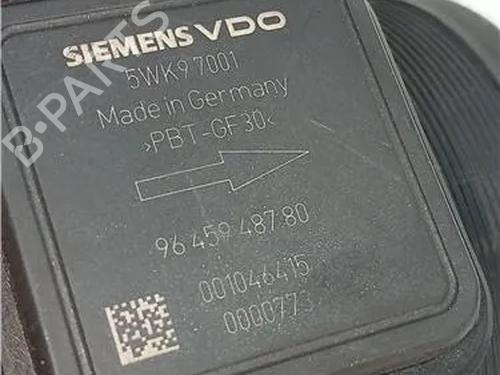 SIEMENS VDO
5WK9 7001
Made in Germany
>PBT-GF30<
96 459 487 80
001046415
0000773
B-PARTS